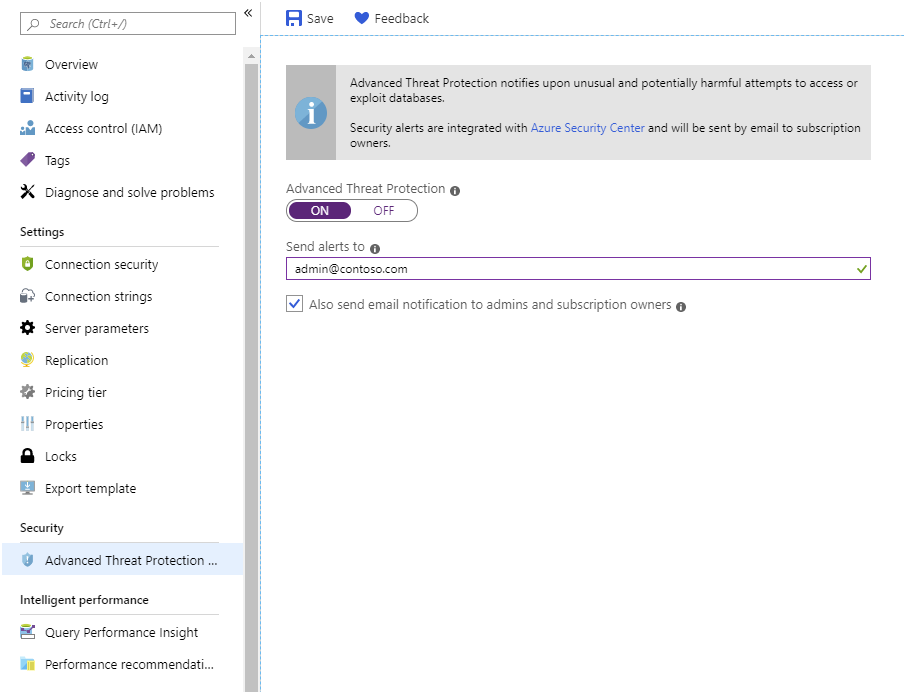 Search (Ctrl+/)
«
Overview
Activity log
Access control (IAM)
Tags
Diagnose and solve problems
Settings
Connection security
Connection strings
Server parameters
Replication
Pricing tier
Properties
Locks
Export template
Security
Advanced Threat Protection ...
Intelligent performance
Query Performance Insight
Performance recommendati...
Save
Feedback
Advanced Threat Protection notifies upon unusual and potentially harmful attempts to access or
exploit databases.
Security alerts are integrated with Azure Security Center and will be sent by email to subscription
owners.
Advanced Threat Protection
ON OFF
Send alerts to
admin@contoso.com
Also send email notification to admins and subscription owners